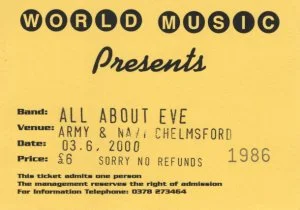 WORLD MUSIC
Presents
Band: ALL ABOUT EVE
Venue: ARMY & CHELMSFORD
Date: 03.6, 2000
Price: £6 SORRY NO REFUNDS 1986
This ticket admits one person
The management reserves the right of admission
For Information Telephone: 0378 273464